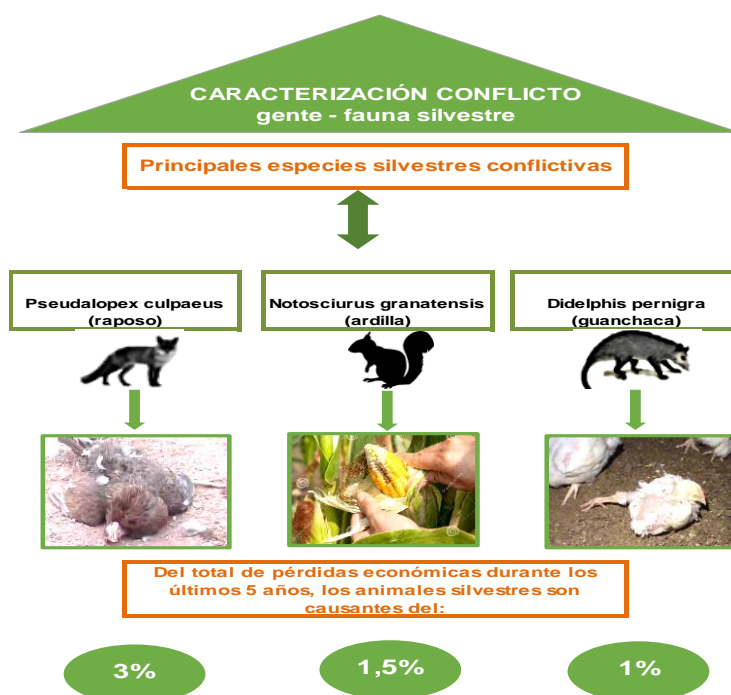 CARACTERIZACIÓN CONFLICTO
gente - fauna silvestre
Principales especies silvestres conflictivas
Pseudalopex culpaeus
(raposo)
Notosciurus granatensis
(ardilla)
Didelphis pernigra
(guanchaca)
Del total de pérdidas económicas durante los
últimos 5 años, los animales silvestres son
causantes del:
3%
1,5%
1%